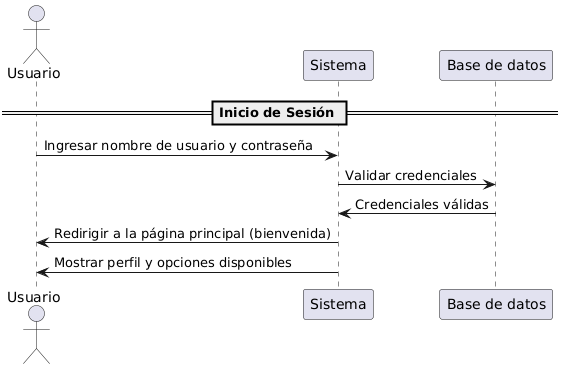 Usuario
Sistema
Base de datos
Inicio de Sesión
Ingresar nombre de usuario y contraseña
Validar credenciales
Credenciales válidas
Redirigir a la página principal (bienvenida)
Mostrar perfil y opciones disponibles
Usuario
Sistema
Base de datos